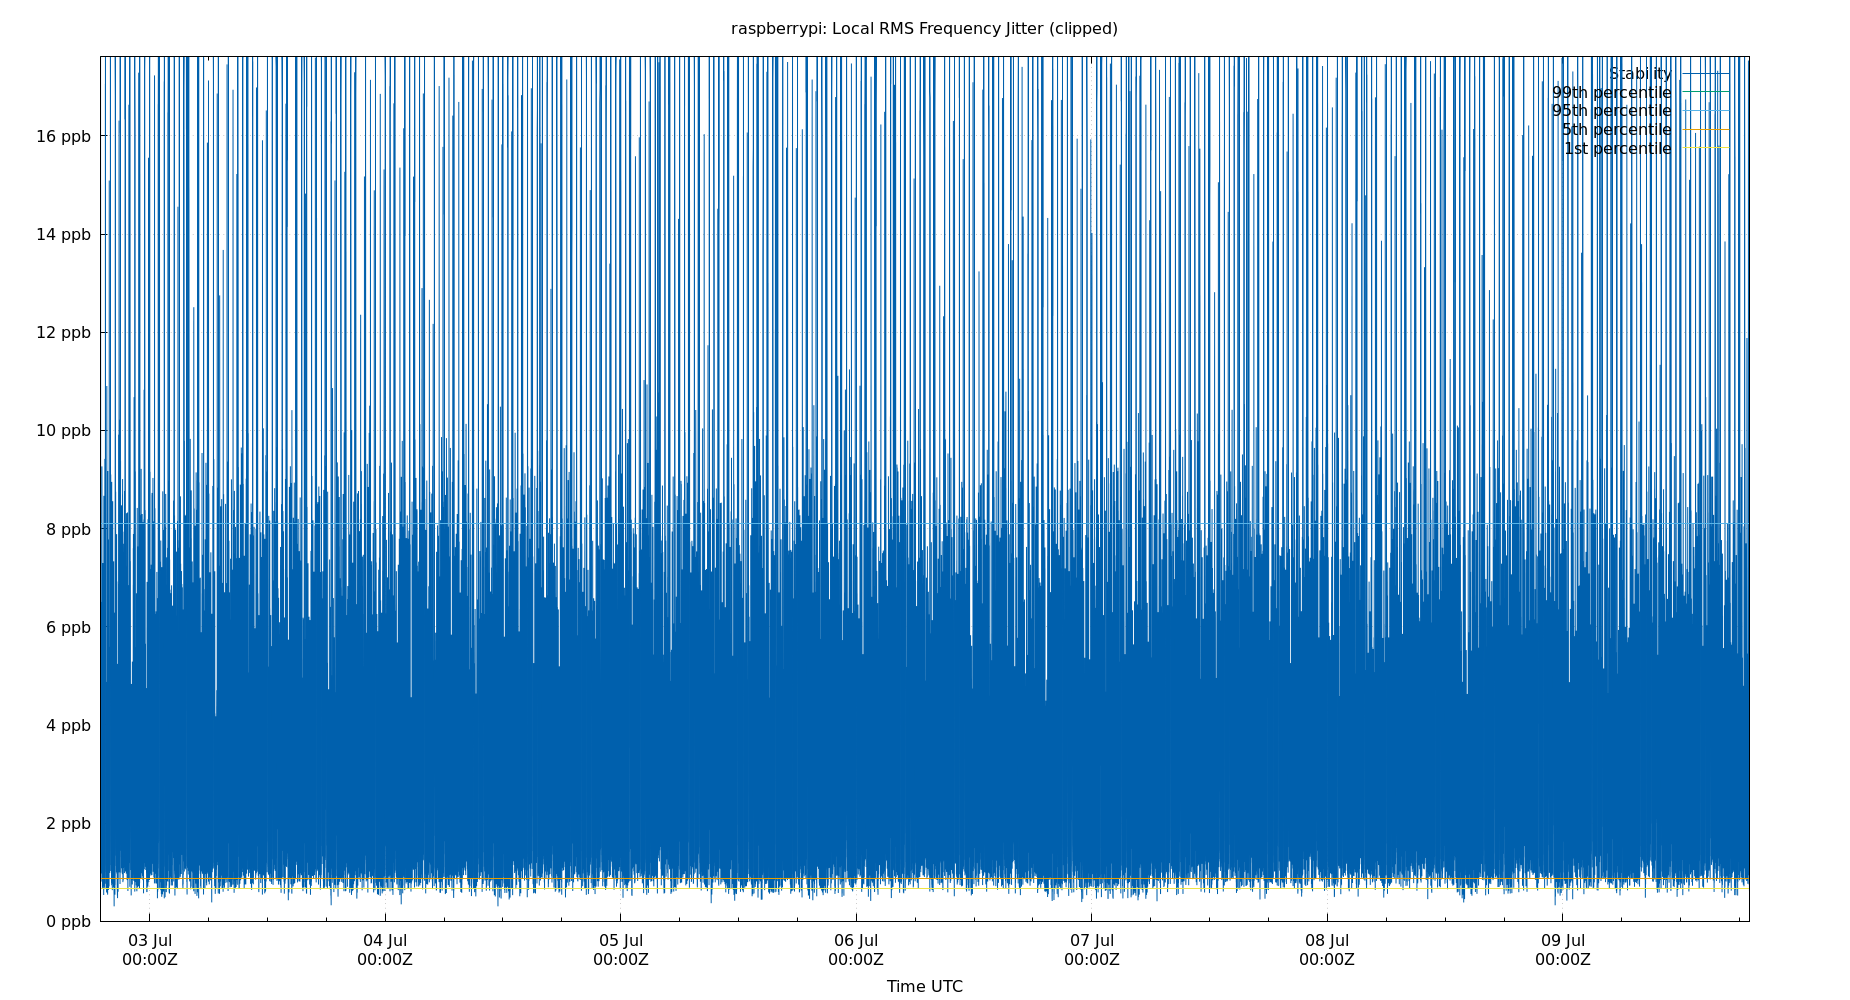 raspberrypi: Local RMS Frequency Jitter (clipped)
Stability
99th percentile
95th percentile
5th percentile
1st percentile
16 ppb
14 ppb
12 ppb
10 ppb
8 ppb
6 ppb
4 ppb
2 ppb
0 ppb
03 Jul 04 Jul 05 Jul 06 Jul 07 Jul 08 Jul 09 Jul
00:00Z 00:00Z 00:00Z 00:00Z 00:00Z 00:00Z 00:00Z
Time UTC